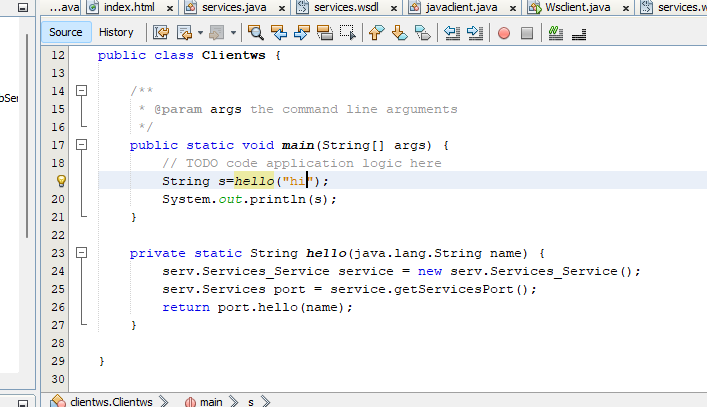 ...ava
index.html
services.java
services.wsdl
javadient.java
Wsclient.java
services.w
Source
History
12 public class Clientws {
13
14 /**
15 * @param args the command line arguments
16 */
17 public static void main(String[] args) {
18 // TODO code application logic here
String s=hello("hi");
20 System.out.println(s);
21 }
22
23 private static String hello(java.lang.String name) {
24 serv.Services_Service service = new serv.Services_Service();
25 serv.Services port = service.getServicesPort();
26 return port.hello(name);
27 }
28
29 }
30
oSer
clientws.Clientws
main
s